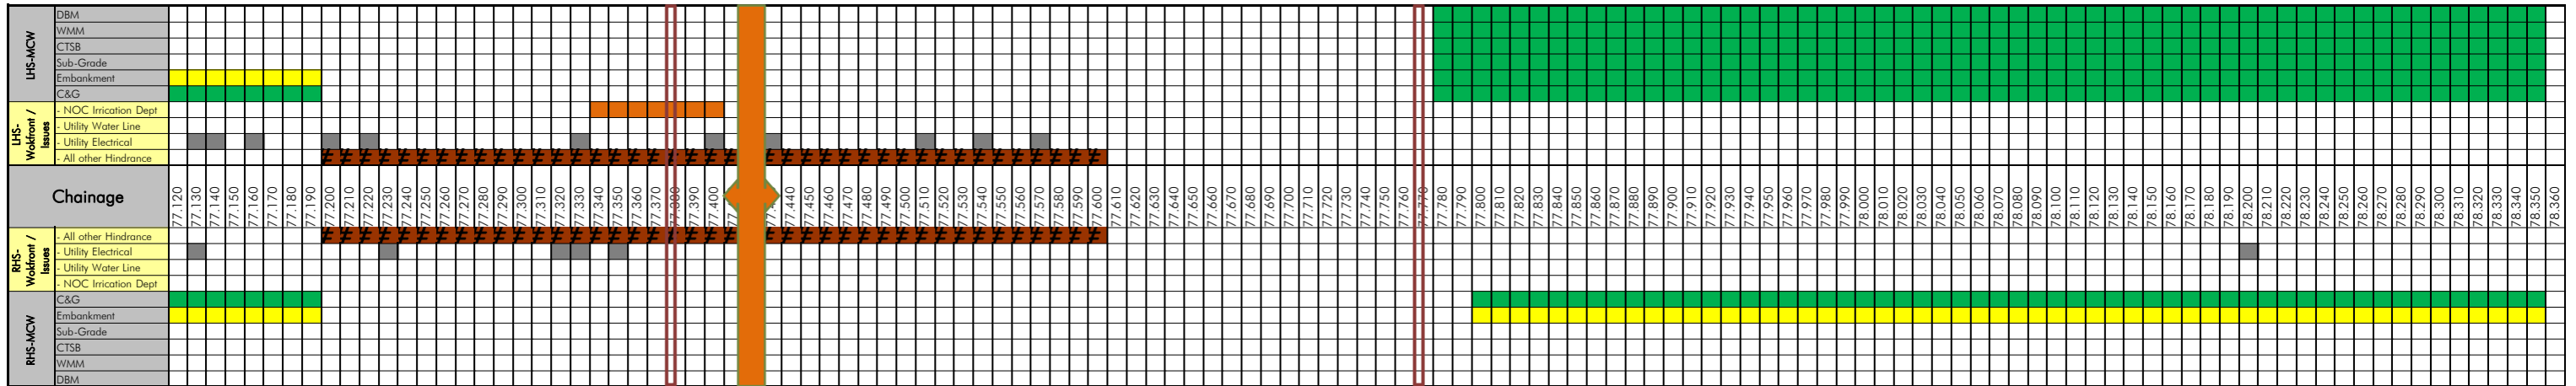 LHS-MCW
DBM
WMM
CTSB
Sub-Grade
Embankment
C&G
LHS- Wokfront / Issues
- NOC Irrication Dept
- Utility Water Line
- Utility Electrical
- All other Hindrance
# # # # # # # # # # # # # # # # # # # # # # # # # # # # # # # # # # # # # # # #
Chainage
77.120 77.130 77.140 77.150 77.160 77.170 77.180 77.190 77.200 77.210 77.220 77.230 77.240 77.250 77.260 77.270 77.280 77.290 77.300 77.310 77.320 77.330 77.340 77.350 77.360 77.370 77.380 77.390 77.400 77.440 77.450 77.460 77.470 77.480 77.490 77.500 77.510 77.520 77.530 77.540 77.550 77.560 77.570 77.580 77.590 77.600 77.610 77.620 77.630 77.640 77.650 77.660 77.670 77.680 77.690 77.700 77.710 77.720 77.730 77.740 77.750 77.760 77.770 77.780 77.790 77.800 77.810 77.820 77.830 77.840 77.850 77.860 77.870 77.880 77.890 77.900 77.910 77.920 77.930 77.940 77.950 77.960 77.970 77.980 77.990 78.000 78.010 78.020 78.030 78.040 78.050 78.060 78.070 78.080 78.090 78.100 78.110 78.120 78.130 78.140 78.150 78.160 78.170 78.180 78.190 78.200 78.210 78.220 78.230 78.240 78.250 78.260 78.270 78.280 78.290 78.300 78.310 78.320 78.330 78.340 78.350 78.360
RHS- Wokfront / Issues
- All other Hindrance
# # # # # # # # # # # # # # # # # # # # # # # # # # # # # # # # # # # # # # # #
- Utility Electrical
- Utility Water Line
- NOC Irrication Dept
RHS-MCW
C&G
Embankment
Sub-Grade
CTSB
WMM
DBM